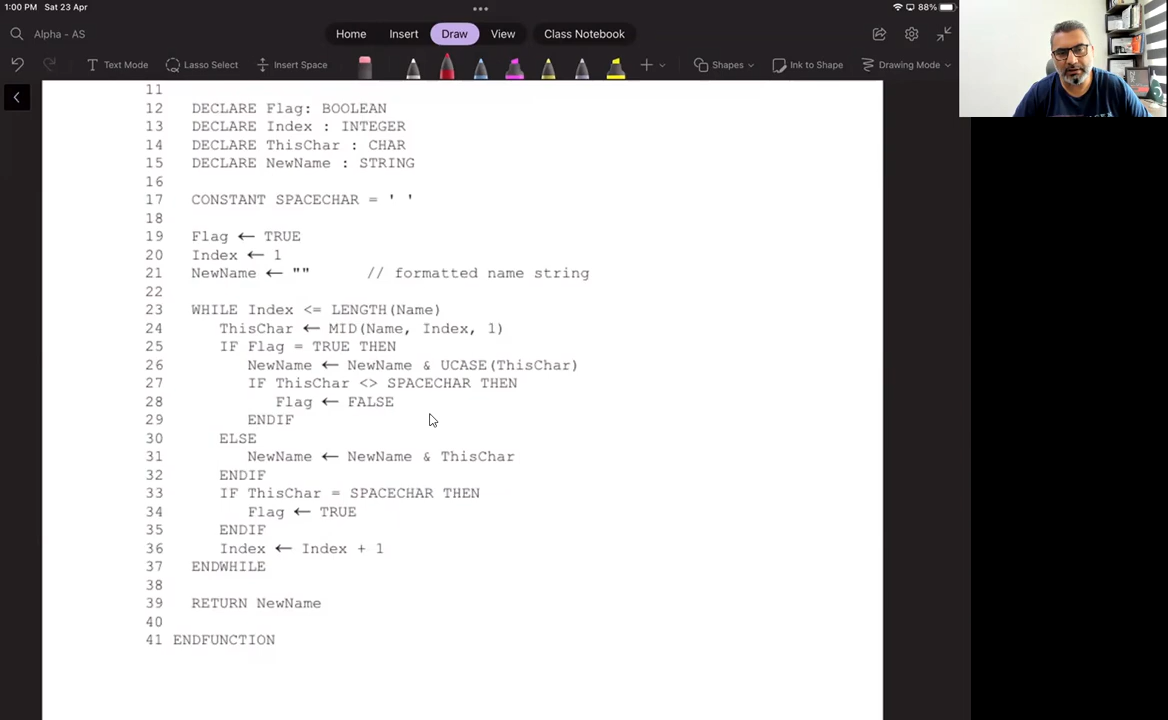 1:00 PM Sat 23 Apr
88%
Alpha - AS
Home Insert Draw View Class Notebook
Text Mode Lasso Select Insert Space Shapes Ink to Shape Drawing Mode
11
12 DECLARE Flag: BOOLEAN
13 DECLARE Index : INTEGER
14 DECLARE ThisChar : CHAR
15 DECLARE NewName : STRING
16
17 CONSTANT SPACECHAR = ' '
18
19 Flag ← TRUE
20 Index ← 1
21 NewName ← "" // formatted name string
22
23 WHILE Index <= LENGTH(Name)
24 ThisChar ← MID(Name, Index, 1)
25 IF Flag = TRUE THEN
26 NewName ← NewName & UCASE(ThisChar)
27 IF ThisChar <> SPACECHAR THEN
28 Flag ← FALSE
29 ENDIF
30 ELSE
31 NewName ← NewName & ThisChar
32 ENDIF
33 IF ThisChar = SPACECHAR THEN
34 Flag ← TRUE
35 ENDIF
36 Index ← Index + 1
37 ENDWHILE
38
39 RETURN NewName
40
41 ENDFUNCTION